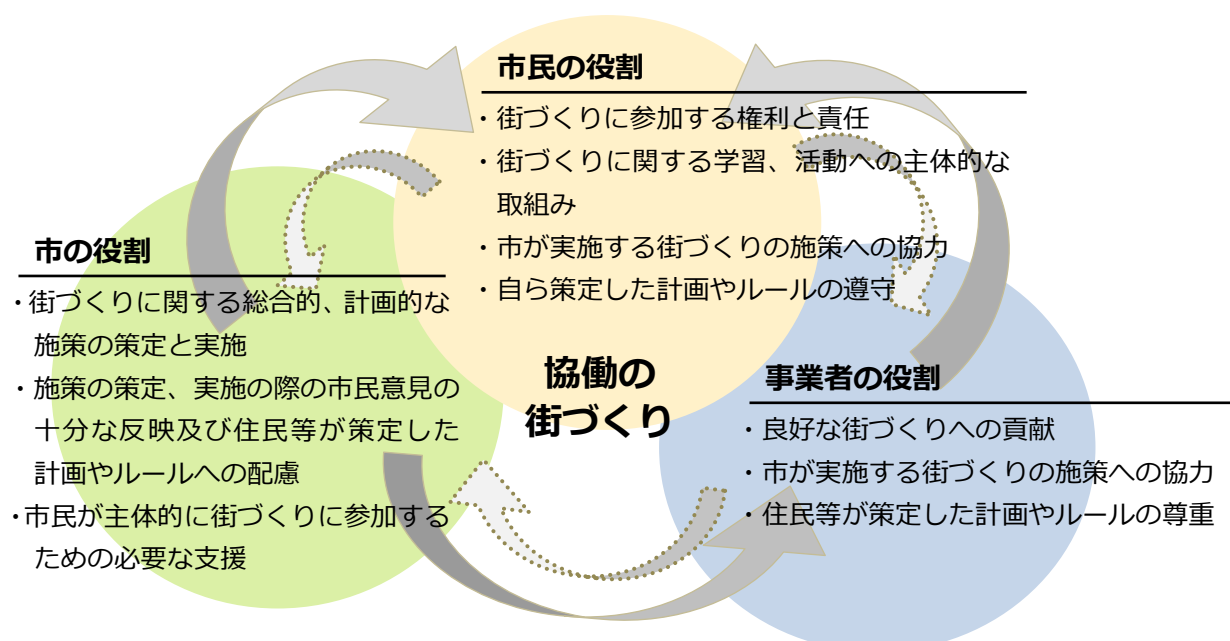 市民の役割
・街づくりに参加する権利と責任
・街づくりに関する学習、活動への主体的な
取組み
・市が実施する街づくりの施策への協力
・自ら策定した計画やルールの遵守
市の役割
・街づくりに関する総合的、計画的な
施策の策定と実施
・施策の策定、実施の際の市民意見の
十分な反映及び住民等が策定した
計画やルールへの配慮
・市民が主体的に街づくりに参加する
ための必要な支援
協働の
街づくり
事業者の役割
・良好な街づくりへの貢献
・市が実施する街づくりの施策への協力
・住民等が策定した計画やルールの尊重